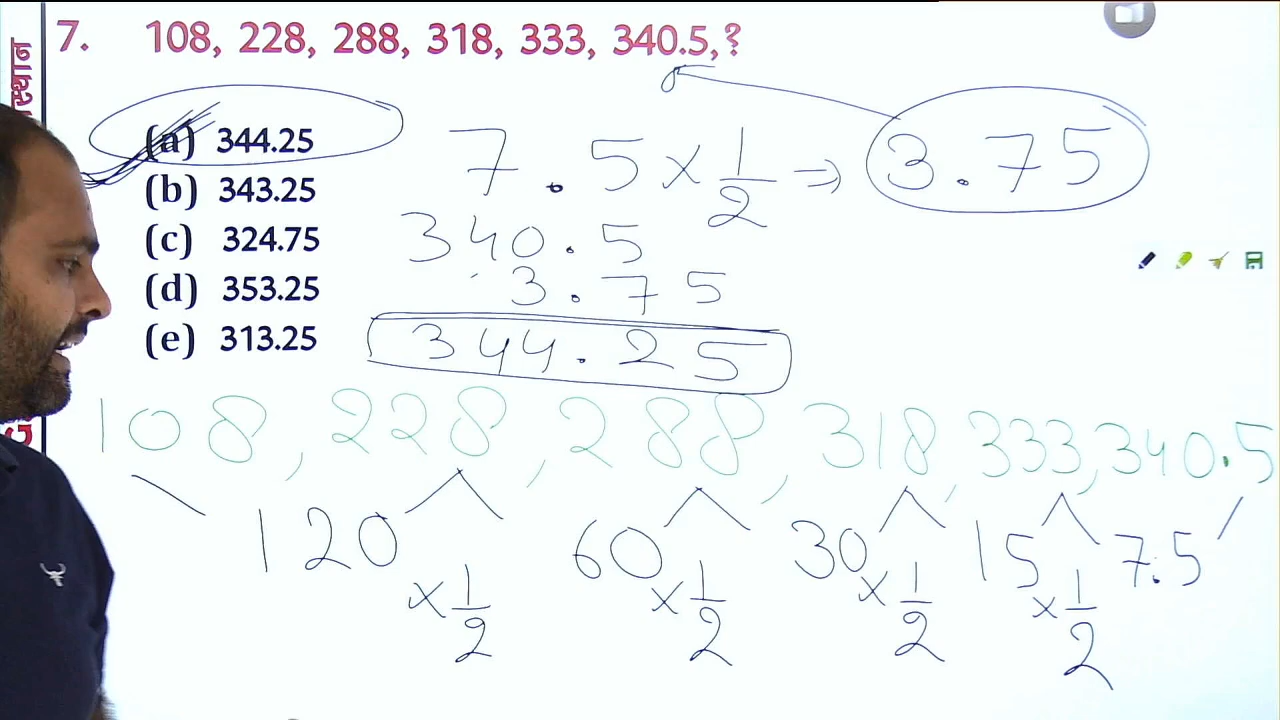 7. 108, 228, 288, 318, 333, 340.5,?
(a) 344.25
(b) 343.25
(c) 324.75
(d) 353.25
(e) 313.25
7.5 × 1/2 ⇒ 3.75
340.5
3.75
344.25
108, 228, 288, 318, 333, 340.5
120 60 30 15 7.5
× 1/2 × 1/2 × 1/2 × 1/2